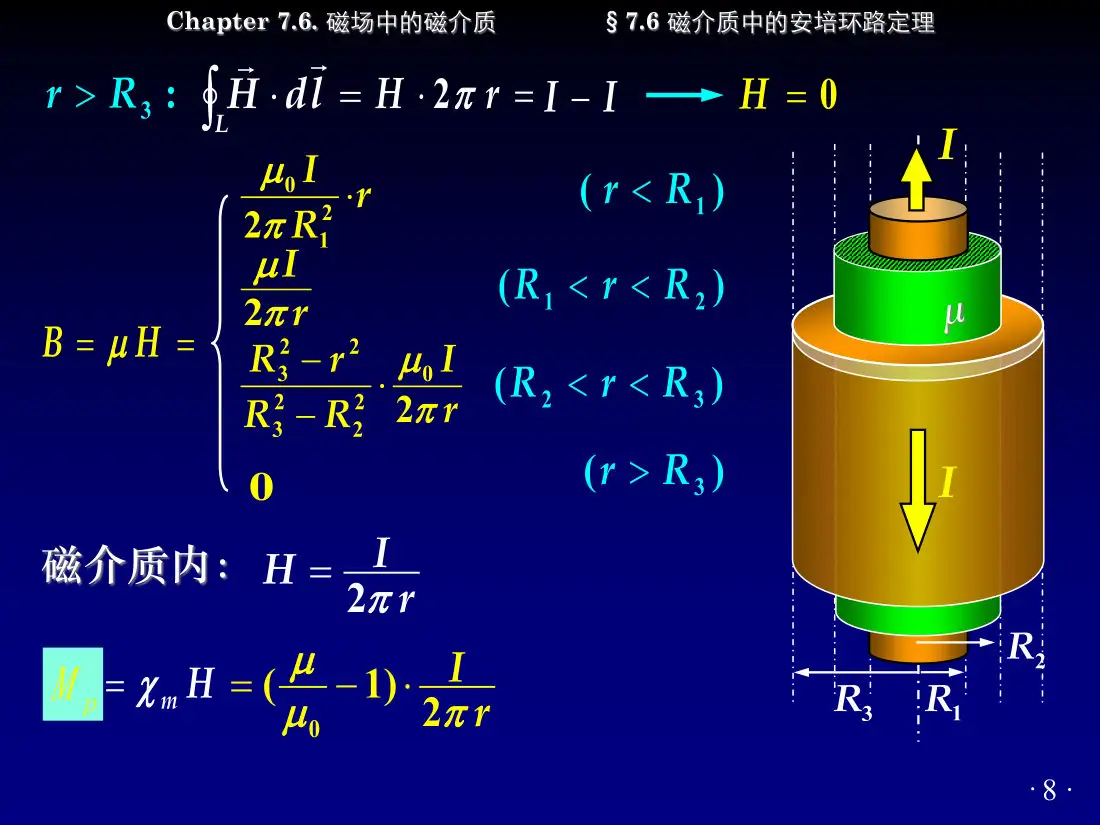 Chapter 7.6. 磁场中的磁介质 § 7.6 磁介质中的安培环路定理
r > R₃ : ∮_L H⃗ · dl⃗ = H · 2π r = I – I ⟶ H = 0
B = μ H = {
μ₀ I / 2π R₁² · r ( r < R₁ )
μ I / 2π r ( R₁ < r < R₂ )
R₃² – r² / R₃² – R₂² · μ₀ I / 2π r ( R₂ < r < R₃ )
0 ( r > R₃ )
磁介质内： H = I / 2π r
M_p = χ_m H = ( μ / μ₀ – 1 ) · I / 2π r
I
μ
I
R₂
R₃ R₁
· 8 ·